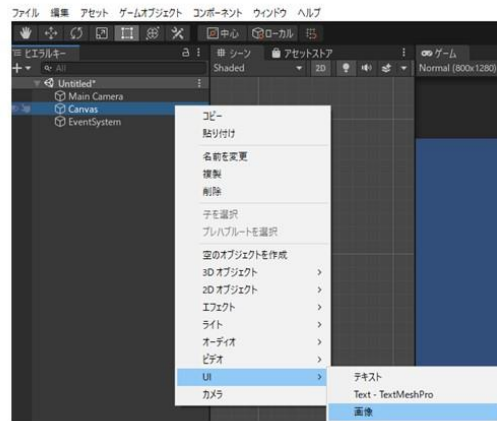 ファイル 編集 アセット ゲームオブジェクト コンポーネント ウィンドウ ヘルプ
中心 ローカル
ヒエラルキー
シーン アセットストア
ゲーム
All
Shaded 2D
Normal (800x1280)
Untitled*
Main Camera
Canvas
EventSystem
コピー
貼り付け
名前を変更
複製
削除
子を選択
プレハブルートを選択
空のオブジェクトを作成
3D オブジェクト
2D オブジェクト
エフェクト
ライト
オーディオ
ビデオ
UI
カメラ
テキスト
Text - TextMeshPro
画像